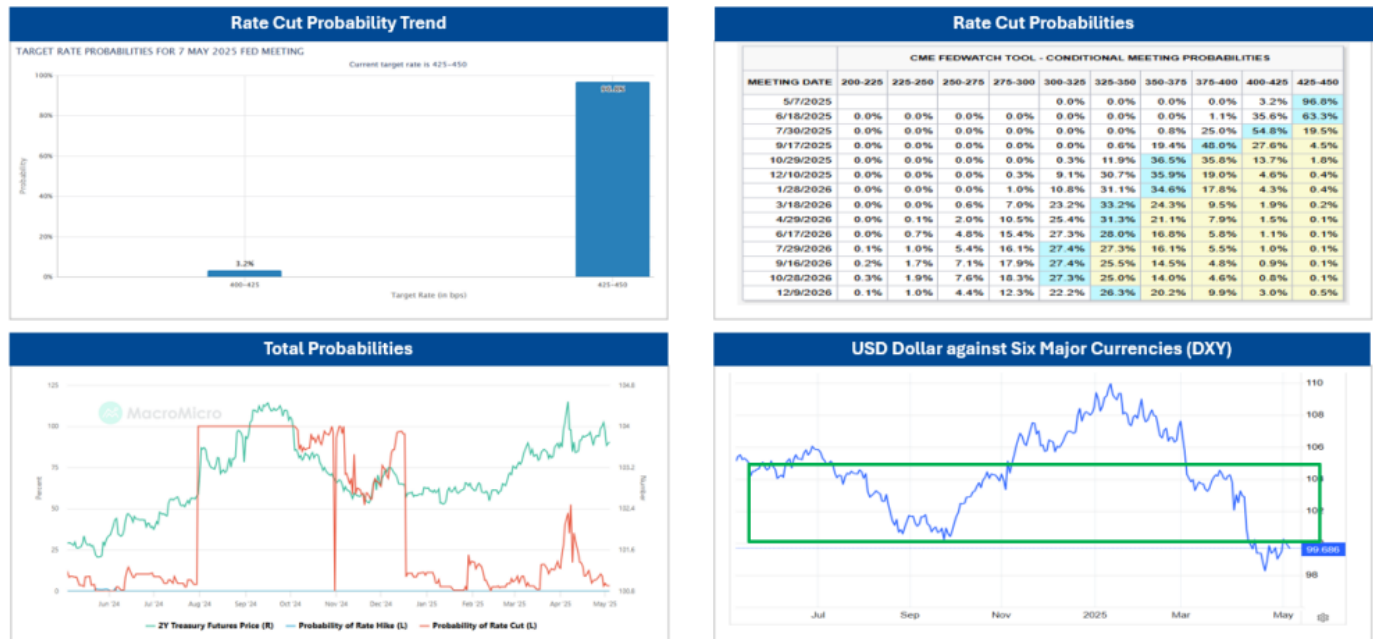 Rate Cut Probability Trend
TARGET RATE PROBABILITIES FOR 7 MAY 2025 FED MEETING
Current target rate is 425–450
100%
80%
60%
40%
20%
0%
Probability
3.2%
96.8%
400–425
425–450
Target Rate (in bps)
Rate Cut Probabilities
CME FEDWATCH TOOL - CONDITIONAL MEETING PROBABILITIES
MEETING DATE 200-225 225-250 250-275 275-300 300-325 325-350 350-375 375-400 400-425 425-450
5/7/2025 0.0% 0.0% 0.0% 0.0% 3.2% 96.8%
6/18/2025 0.0% 0.0% 0.0% 0.0% 0.0% 0.0% 0.0% 1.1% 35.6% 63.3%
7/30/2025 0.0% 0.0% 0.0% 0.0% 0.0% 0.0% 0.8% 25.0% 54.8% 19.5%
9/17/2025 0.0% 0.0% 0.0% 0.0% 0.0% 0.6% 19.4% 48.0% 27.6% 4.5%
10/29/2025 0.0% 0.0% 0.0% 0.0% 0.3% 11.9% 36.5% 35.8% 13.7% 1.8%
12/10/2025 0.0% 0.0% 0.0% 0.3% 9.1% 30.7% 35.9% 19.0% 4.6% 0.4%
1/28/2026 0.0% 0.0% 0.0% 1.0% 10.8% 31.1% 34.6% 17.8% 4.3% 0.4%
3/18/2026 0.0% 0.0% 0.6% 7.0% 23.2% 33.2% 24.3% 9.5% 1.9% 0.2%
4/29/2026 0.0% 0.1% 2.0% 10.5% 25.4% 31.3% 21.1% 7.9% 1.5% 0.1%
6/17/2026 0.0% 0.7% 4.8% 15.4% 27.3% 28.0% 16.8% 5.8% 1.1% 0.1%
7/29/2026 0.1% 1.0% 5.4% 16.1% 27.4% 27.3% 16.1% 5.5% 1.0% 0.1%
9/16/2026 0.2% 1.7% 7.1% 17.9% 27.4% 25.5% 14.5% 4.8% 0.9% 0.1%
10/28/2026 0.3% 1.9% 7.6% 18.3% 27.3% 25.0% 14.0% 4.6% 0.8% 0.1%
12/9/2026 0.1% 1.0% 4.4% 12.3% 22.2% 26.3% 20.2% 9.9% 3.0% 0.5%
Total Probabilities
MacroMicro
125
100
75
50
25
0
Percent
134.8
134
133.2
132.4
131.6
130.8
Number
Jun '24 Jul '24 Aug '24 Sep '24 Oct '24 Nov '24 Dec '24 Jan '25 Feb '25 Mar '25 Apr '25 May '25
2Y Treasury Futures Price (R) Probability of Rate Hike (L) Probability of Rate Cut (L)
USD Dollar against Six Major Currencies (DXY)
110
108
106
104
102
99.686
98
Jul Sep Nov 2025 Mar May